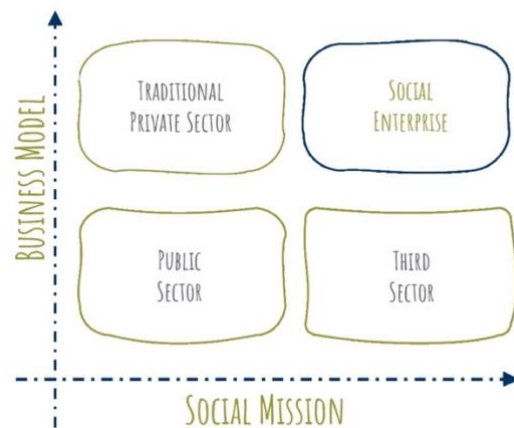 BUSINESS MODEL
TRADITIONAL
PRIVATE SECTOR
SOCIAL
ENTERPRISE
PUBLIC
SECTOR
THIRD
SECTOR
SOCIAL MISSION